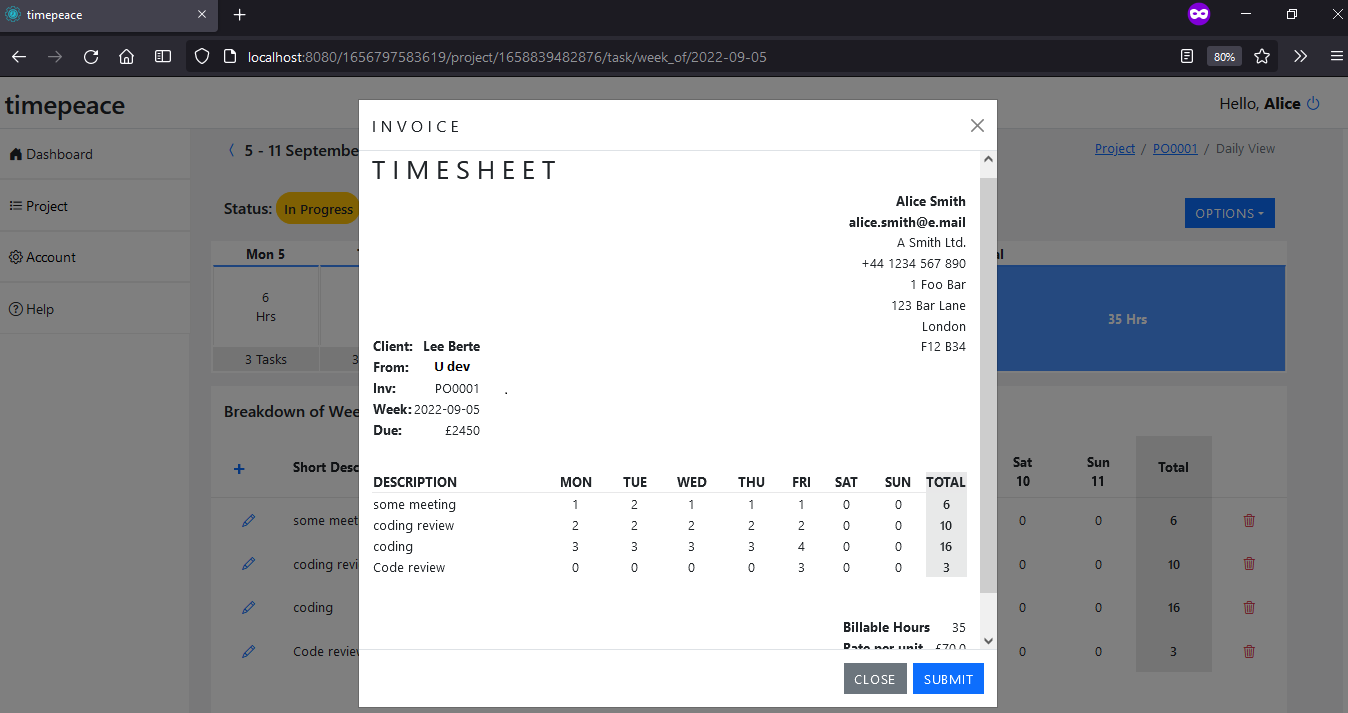 timepeace
localhost:8080/1656797583619/project/1658839482876/task/week_of/2022-09-05
80%
timepeace
Hello, Alice
Dashboard
Project
Account
Help
5 - 11 Septembe
Project / PO0001 / Daily View
Status: In Progress
OPTIONS
Mon 5
6
Hrs
35 Hrs
3 Tasks
3
Breakdown of Wee
Short Desc
Sat
10
Sun
11
Total
some meet
0 0 6
coding revi
0 0 10
coding
0 0 16
Code review
0 0 3
INVOICE
TIMESHEET
Alice Smith
alice.smith@e.mail
A Smith Ltd.
+44 1234 567 890
1 Foo Bar
123 Bar Lane
London
F12 B34
Client: Lee Berte
From: U dev
Inv: PO0001 .
Week: 2022-09-05
Due: £2450
DESCRIPTION MON TUE WED THU FRI SAT SUN TOTAL
some meeting 1 2 1 1 1 0 0 6
coding review 2 2 2 2 2 0 0 10
coding 3 3 3 3 4 0 0 16
Code review 0 0 0 0 3 0 0 3
Billable Hours 35
Rate per unit £70.0
CLOSE SUBMIT